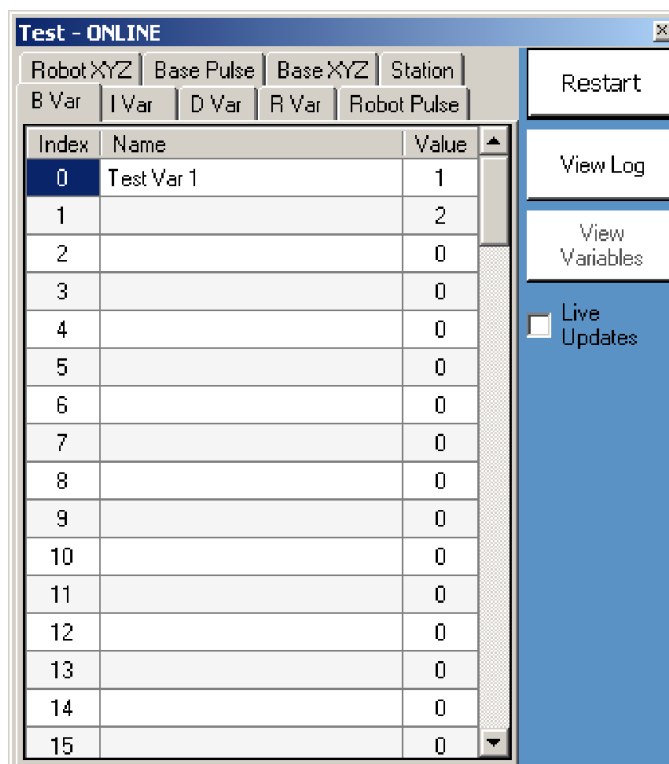 Test - ONLINE
Robot XYZ Base Pulse Base XYZ Station
B Var I Var D Var R Var Robot Pulse
Index Name Value
0 Test Var 1 1
1 2
2 0
3 0
4 0
5 0
6 0
7 0
8 0
9 0
10 0
11 0
12 0
13 0
14 0
15 0
Restart
View Log
View
Variables
Live
Updates